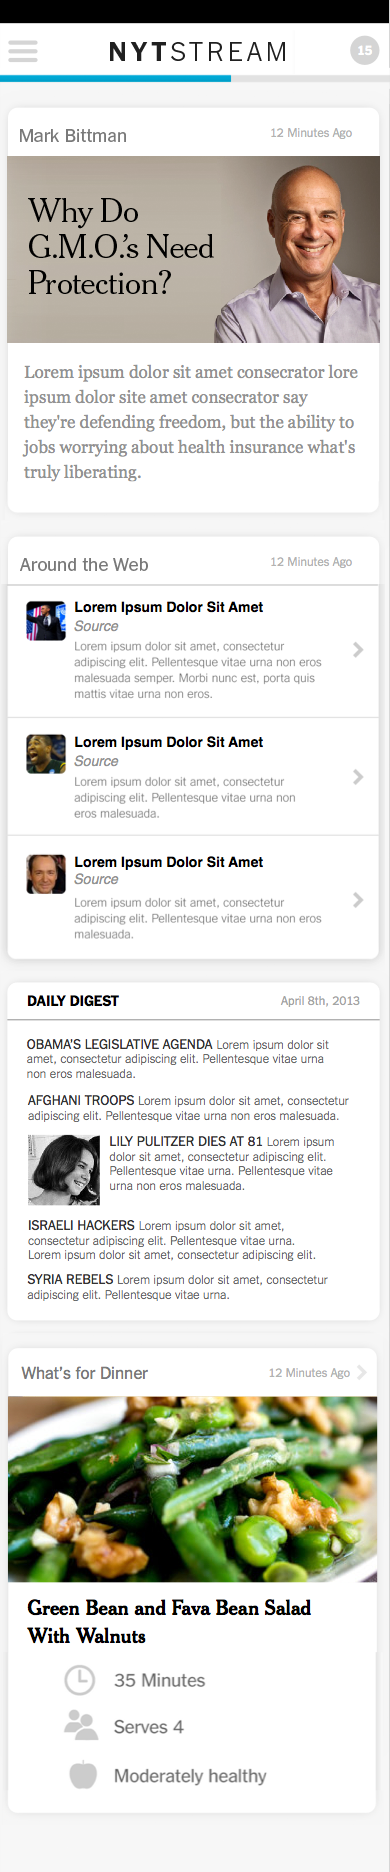 NYTSTREAM
15
Mark Bittman
12 Minutes Ago
Why Do
G.M.O.'s Need
Protection?
Lorem ipsum dolor sit amet consecrator lore
ipsum dolor site amet consecrator say
they're defending freedom, but the ability to
jobs worrying about health insurance what's
truly liberating.
Around the Web
12 Minutes Ago
Lorem Ipsum Dolor Sit Amet
Source
Lorem ipsum dolor sit amet, consectetur
adipiscing elit. Pellentesque vitae urna non eros
malesuada semper. Morbi nunc est, porta quis
mattis vitae urna non eros.
Lorem Ipsum Dolor Sit Amet
Source
Lorem ipsum dolor sit amet, consectetur
adipiscing elit. Pellentesque vitae urna non
eros malesuada.
Lorem Ipsum Dolor Sit Amet
Source
Lorem ipsum dolor sit amet, consectetur
adipiscing elit. Pellentesque vitae urna non eros
malesuada.
DAILY DIGEST
April 8th, 2013
OBAMA'S LEGISLATIVE AGENDA Lorem ipsum dolor sit
amet, consectetur adipiscing elit. Pellentesque vitae urna
non eros malesuada.
AFGHANI TROOPS Lorem ipsum dolor sit amet, consectetur
adipiscing elit. Pellentesque vitae urna non eros malesuada.
LILY PULITZER DIES AT 81 Lorem ipsum
dolor sit amet, consectetur adipiscing elit.
Pellentesque vitae urna. Pellentesque vitae
urna non eros malesuada.
ISRAELI HACKERS Lorem ipsum dolor sit amet,
consectetur adipiscing elit. Pellentesque vitae urna.
Lorem ipsum dolor sit amet, consectetur adipiscing elit.
SYRIA REBELS Lorem ipsum dolor sit amet, consectetur
adipiscing elit. Pellentesque vitae urna.
What's for Dinner
12 Minutes Ago
Green Bean and Fava Bean Salad
With Walnuts
35 Minutes
Serves 4
Moderately healthy